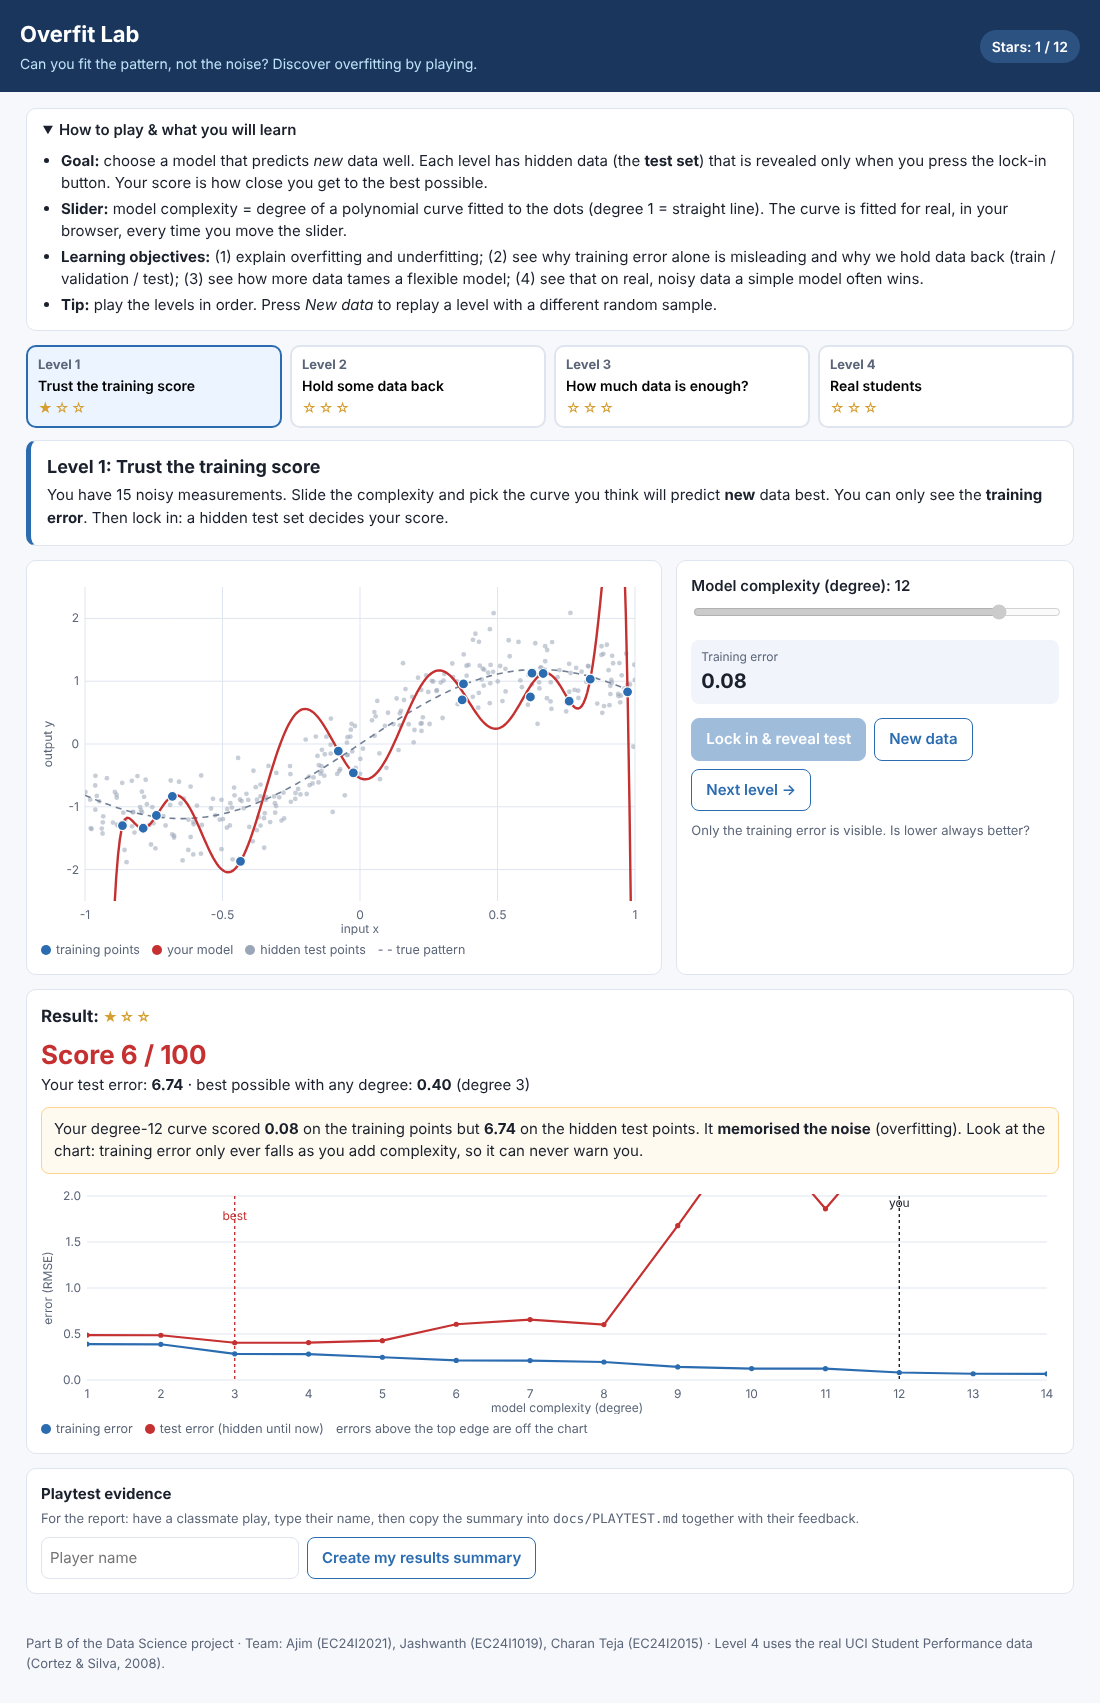 Overfit Lab
Can you fit the pattern, not the noise? Discover overfitting by playing.
Stars: 1 / 12
▼ How to play & what you will learn
• Goal: choose a model that predicts new data well. Each level has hidden data (the test set) that is revealed only when you press the lock-in
button. Your score is how close you get to the best possible.
• Slider: model complexity = degree of a polynomial curve fitted to the dots (degree 1 = straight line). The curve is fitted for real, in your
browser, every time you move the slider.
• Learning objectives: (1) explain overfitting and underfitting; (2) see why training error alone is misleading and why we hold data back (train /
validation / test); (3) see how more data tames a flexible model; (4) see that on real, noisy data a simple model often wins.
• Tip: play the levels in order. Press New data to replay a level with a different random sample.
Level 1
Trust the training score
★ ☆ ☆
Level 2
Hold some data back
☆ ☆ ☆
Level 3
How much data is enough?
☆ ☆ ☆
Level 4
Real students
☆ ☆ ☆
Level 1: Trust the training score
You have 15 noisy measurements. Slide the complexity and pick the curve you think will predict new data best. You can only see the training
error. Then lock in: a hidden test set decides your score.
output y
2
1
0
-1
-2
-1
-0.5
0
0.5
1
input x
training points
your model
hidden test points
- - true pattern
Model complexity (degree): 12
Training error
0.08
Lock in & reveal test
New data
Next level →
Only the training error is visible. Is lower always better?
Result: ★ ☆ ☆
Score 6 / 100
Your test error: 6.74 · best possible with any degree: 0.40 (degree 3)
Your degree-12 curve scored 0.08 on the training points but 6.74 on the hidden test points. It memorised the noise (overfitting). Look at the
chart: training error only ever falls as you add complexity, so it can never warn you.
error (RMSE)
2.0
1.5
1.0
0.5
0.0
best
you
1
2
3
4
5
6
7
8
9
10
11
12
13
14
model complexity (degree)
training error
test error (hidden until now)
errors above the top edge are off the chart
Playtest evidence
For the report: have a classmate play, type their name, then copy the summary into docs/PLAYTEST.md together with their feedback.
Player name
Create my results summary
Part B of the Data Science project · Team: Ajim (EC24I2021), Jashwanth (EC24I1019), Charan Teja (EC24I2015) · Level 4 uses the real UCI Student Performance data
(Cortez & Silva, 2008).